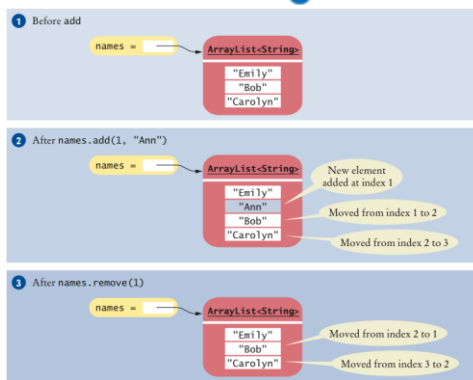 1 Before add
names =
ArrayList<String>
"Emily"
"Bob"
"Carolyn"
2 After names.add(1, "Ann")
names =
ArrayList<String>
"Emily"
"Ann"
"Bob"
"Carolyn"
New element
added at index 1
Moved from index 1 to 2
Moved from index 2 to 3
3 After names.remove(1)
names =
ArrayList<String>
"Emily"
"Bob"
"Carolyn"
Moved from index 2 to 1
Moved from index 3 to 2